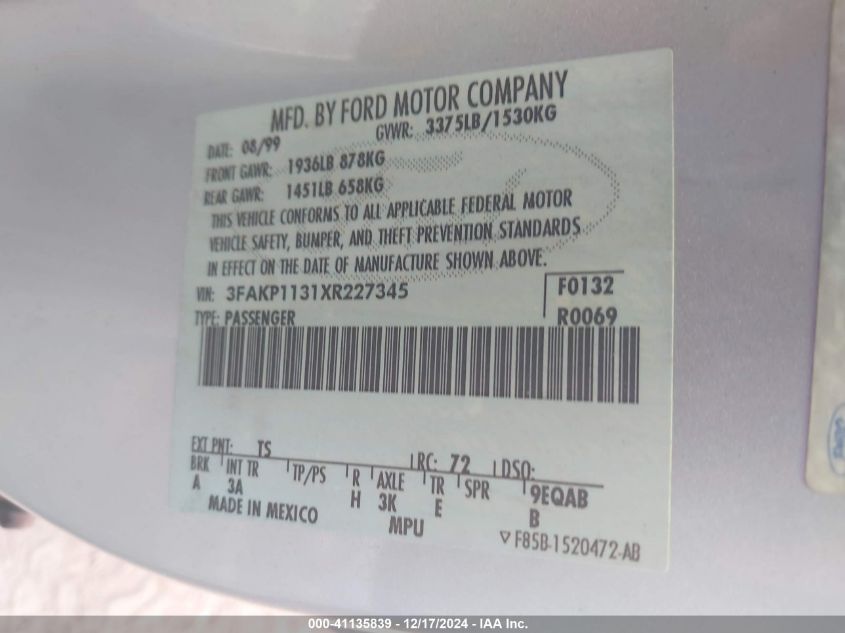 MFD. BY FORD MOTOR COMPANY
DATE: 08/99
GVWR: 3375LB/1530KG
FRONT GAWR: 1936LB 878KG
REAR GAWR: 1451LB 658KG
THIS VEHICLE CONFORMS TO ALL APPLICABLE FEDERAL MOTOR
VEHICLE SAFETY, BUMPER, AND THEFT PREVENTION STANDARDS
IN EFFECT ON THE DATE OF MANUFACTURE SHOWN ABOVE.
VIN: 3FAKP1131XR227345
F0132
TYPE: PASSENGER
R0069
EXT PNT: TS RC: 72 DSO:
BRK INT TR TP/PS R AXLE TR SPR 9EQAB
A 3A H 3K E B
MADE IN MEXICO MPU
▽ F85B-1520472-AB
000-41135839 - 12/17/2024 - IAA Inc.